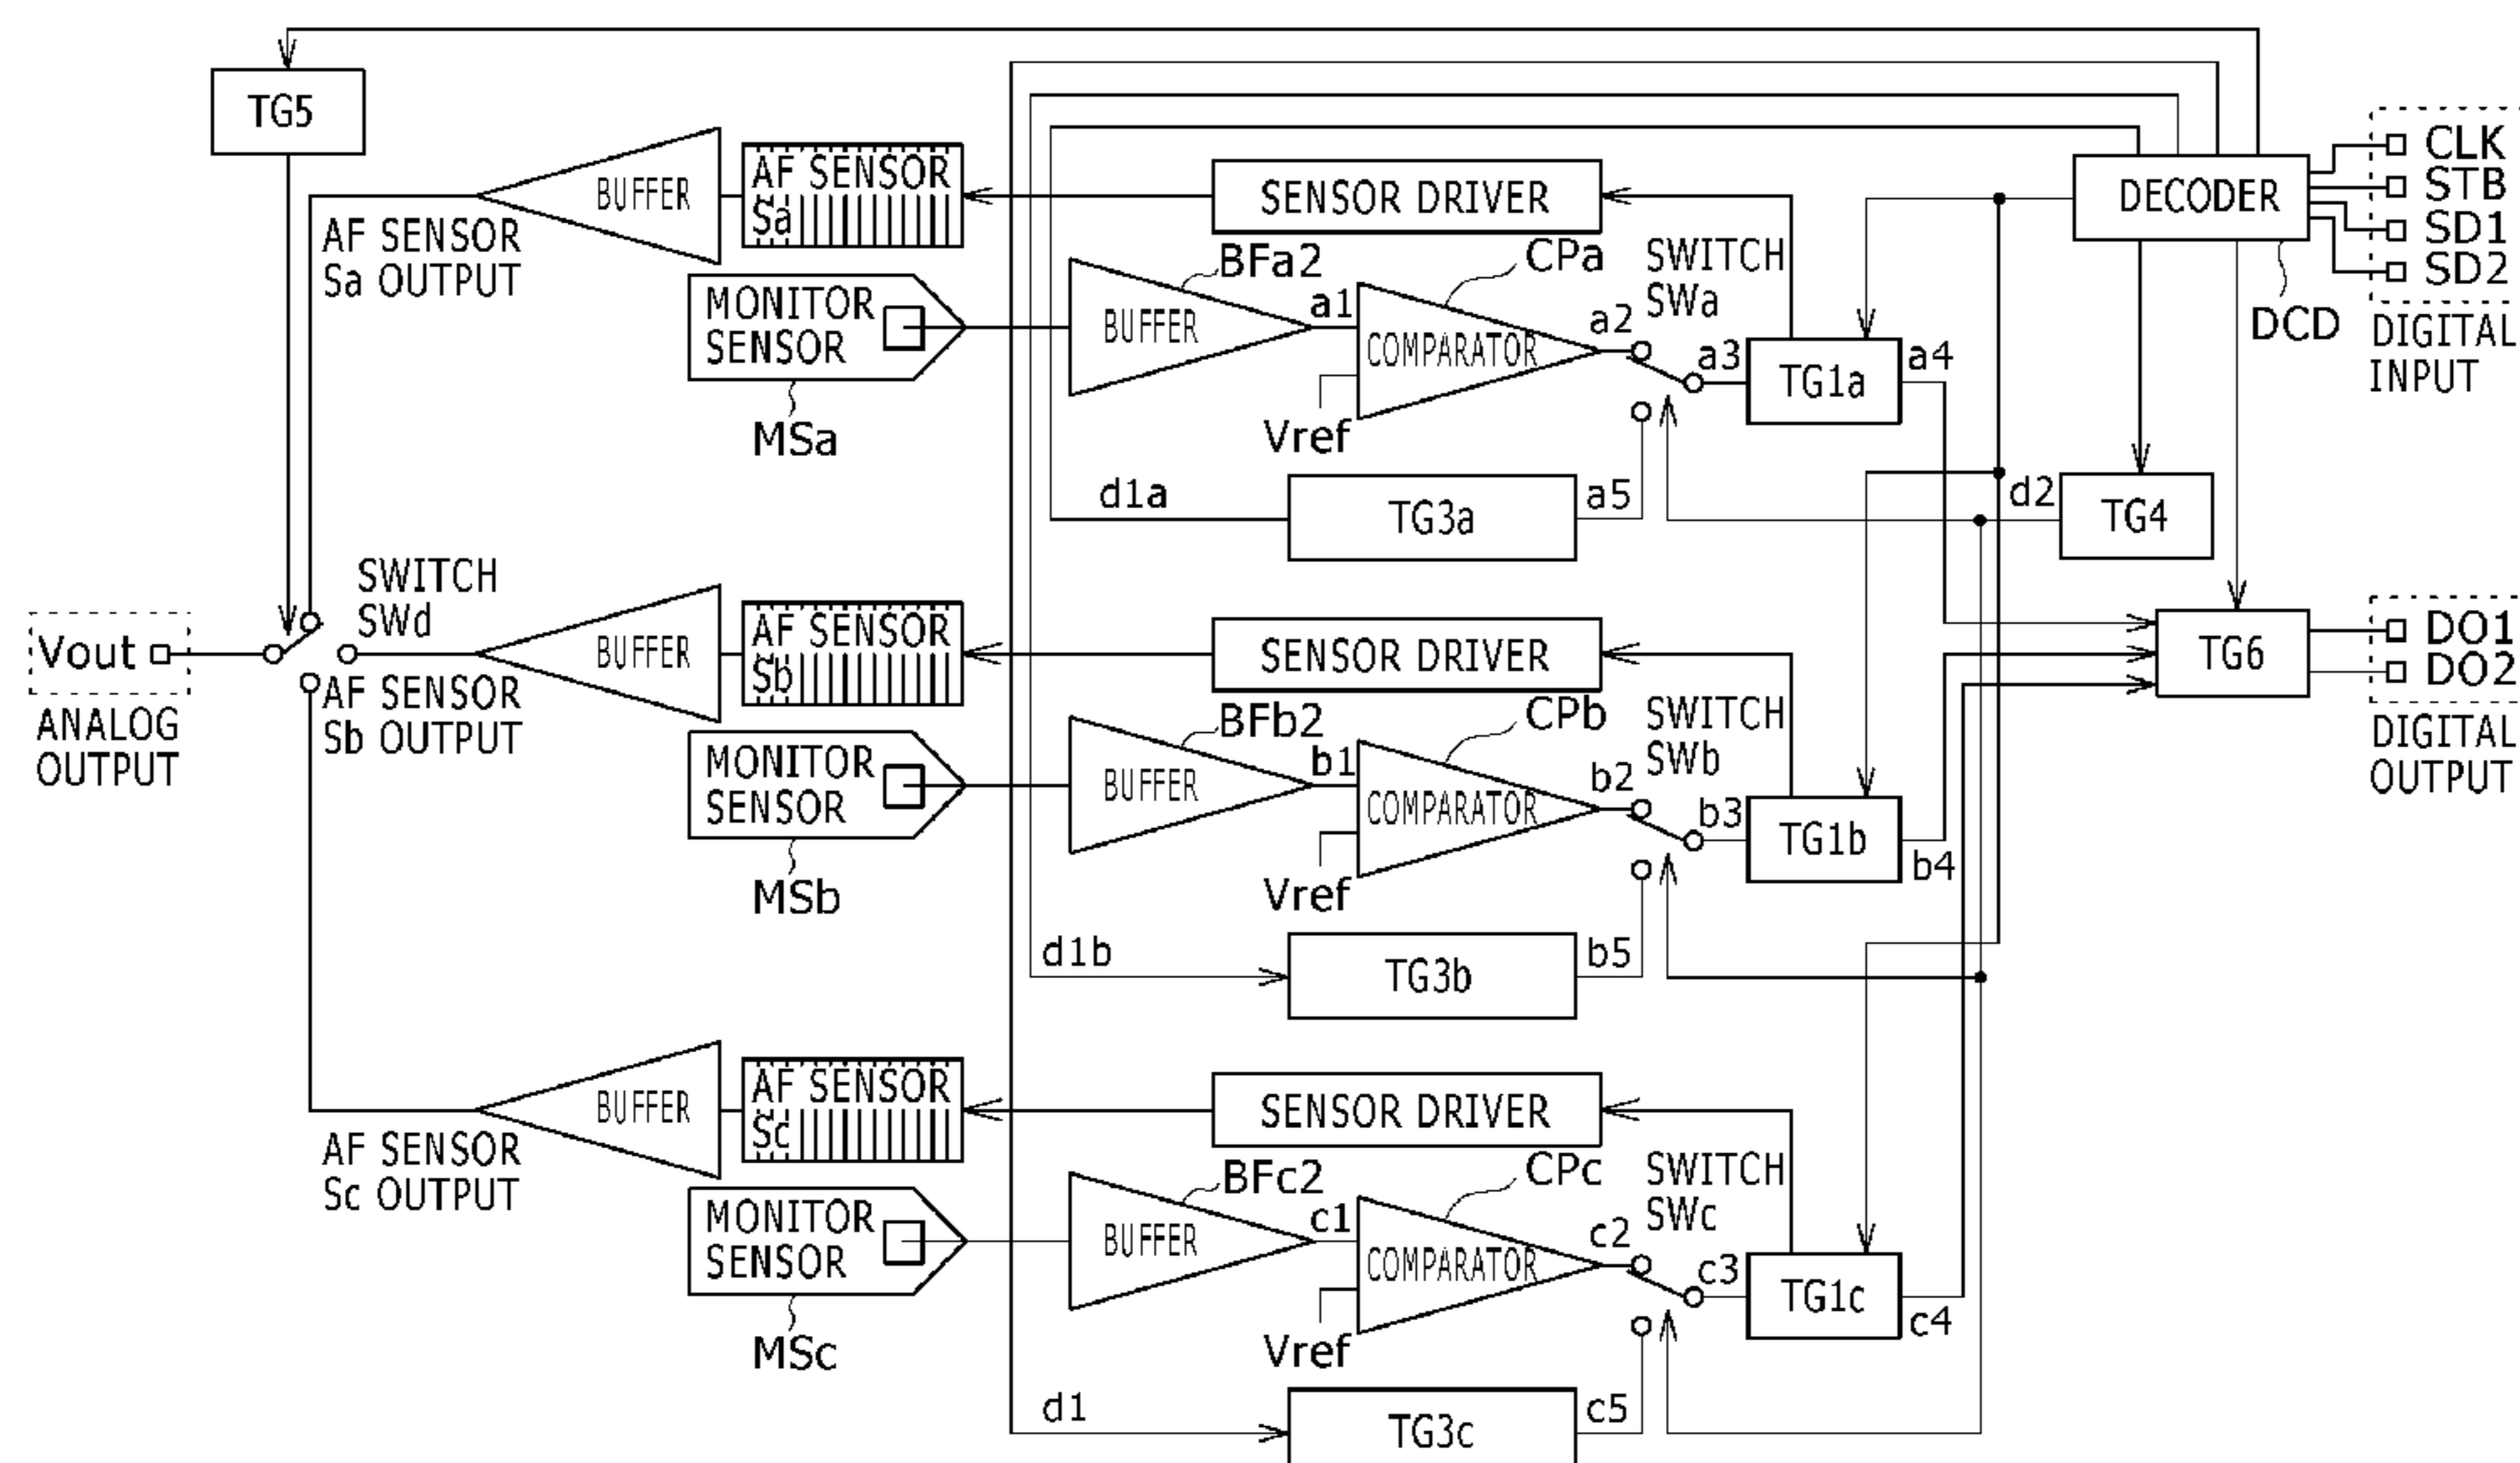 TG5
AF SENSOR
Sa
BUFFER
SENSOR DRIVER
DECODER
CLK
STB
SD1
SD2
DCD
DIGITAL
INPUT
AF SENSOR
Sa OUTPUT
MONITOR
SENSOR
MSa
BFa2
BUFFER
a1
CPa
COMPARATOR
Vref
a2
SWITCH
SWa
a3
TG1a
a4
d1a
TG3a
a5
d2
TG4
Vout
ANALOG
OUTPUT
SWITCH
SWd
BUFFER
AF SENSOR
Sb
SENSOR DRIVER
TG6
DO1
DO2
DIGITAL
OUTPUT
AF SENSOR
Sb OUTPUT
MONITOR
SENSOR
MSb
BFb2
BUFFER
b1
CPb
COMPARATOR
Vref
b2
SWITCH
SWb
b3
TG1b
b4
d1b
TG3b
b5
BUFFER
AF SENSOR
Sc
SENSOR DRIVER
AF SENSOR
Sc OUTPUT
MONITOR
SENSOR
MSc
BFc2
BUFFER
c1
CPc
COMPARATOR
Vref
c2
SWITCH
SWc
c3
TG1c
c4
d1
TG3c
c5